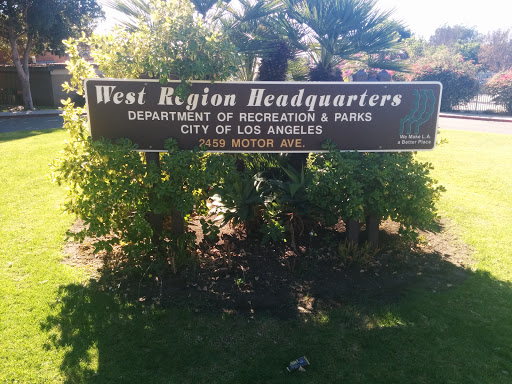 West Region Headquarters
DEPARTMENT OF RECREATION & PARKS
CITY OF LOS ANGELES
2459 MOTOR AVE.
We Make L.A.
a Better Place